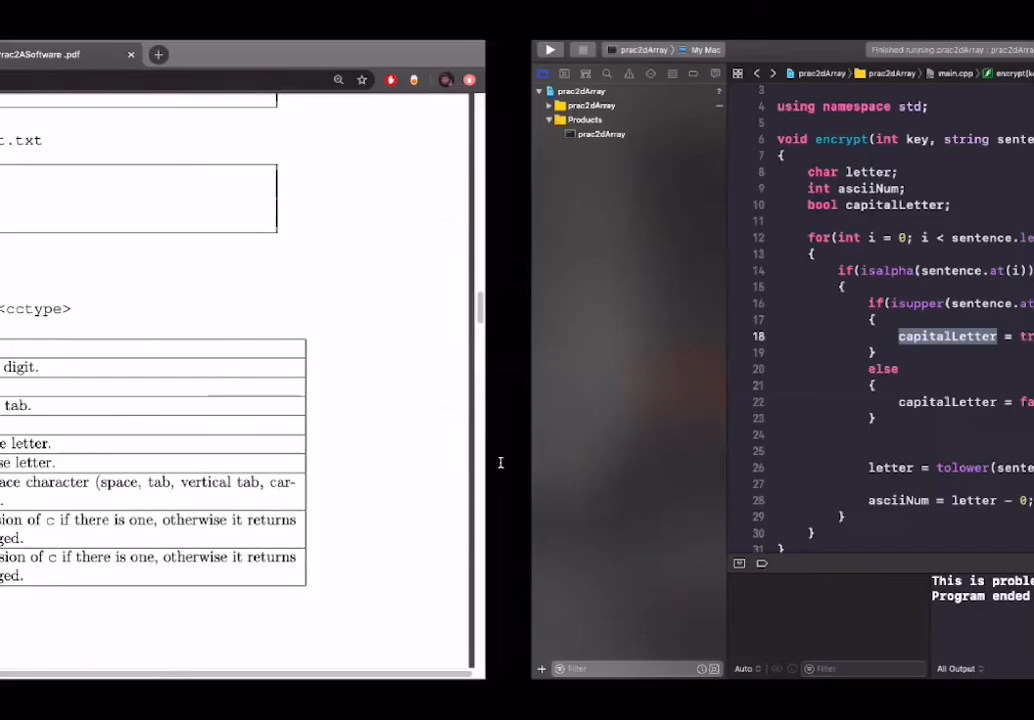 Prac2ASoftware .pdf
t.txt
<cctype>
digit.
tab.
e letter.
se letter.
ace character (space, tab, vertical tab, car-
sion of c if there is one, otherwise it returns
ged.
sion of c if there is one, otherwise it returns
ged.
prac2dArray My Mac
Finished running prac2dArray : prac2dArra
prac2dArray
prac2dArray
Products
prac2dArray
prac2dArray prac2dArray main.cpp encrypt(ke
3
4 using namespace std;
5
6 void encrypt(int key, string sente
7 {
8 char letter;
9 int asciiNum;
10 bool capitalLetter;
11
12 for(int i = 0; i < sentence.le
13 {
14 if(isalpha(sentence.at(i))
15 {
16 if(isupper(sentence.at
17 {
18 capitalLetter = tr
19 }
20 else
21 {
22 capitalLetter = fa
23 }
24
25
26 letter = tolower(sente
27
28 asciiNum = letter - 0;
29 }
30 }
31 }
This is proble
Program ended
Filter
Auto
Filter
All Output